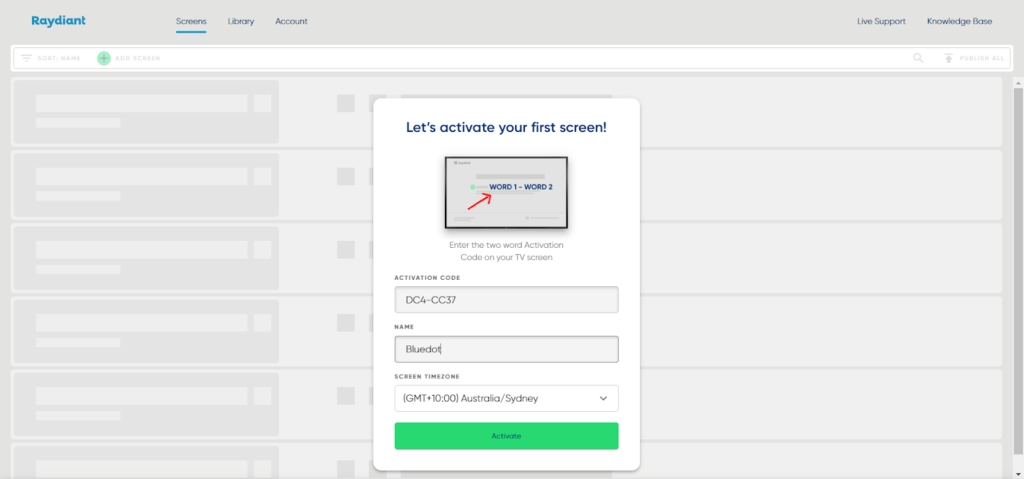 Raydiant
Screens
Library
Account
Live Support
Knowledge Base
SORT: NAME
ADD SCREEN
PUBLISH ALL
Let's activate your first screen!
WORD 1 - WORD 2
Enter the two word Activation
Code on your TV screen
ACTIVATION CODE
DC4-CC37
NAME
Bluedot
SCREEN TIMEZONE
(GMT+10:00) Australia/Sydney
Activate